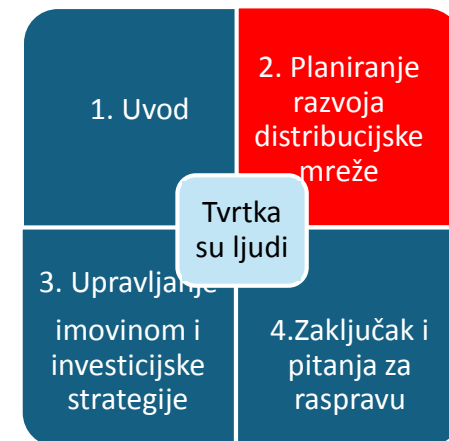 1. Uvod
2. Planiranje
razvoja
distribucijske
mreže
Tvrtka
su ljudi
3. Upravljanje
imovinom i
investicijske
strategije
4.Zaključak i
pitanja za
raspravu